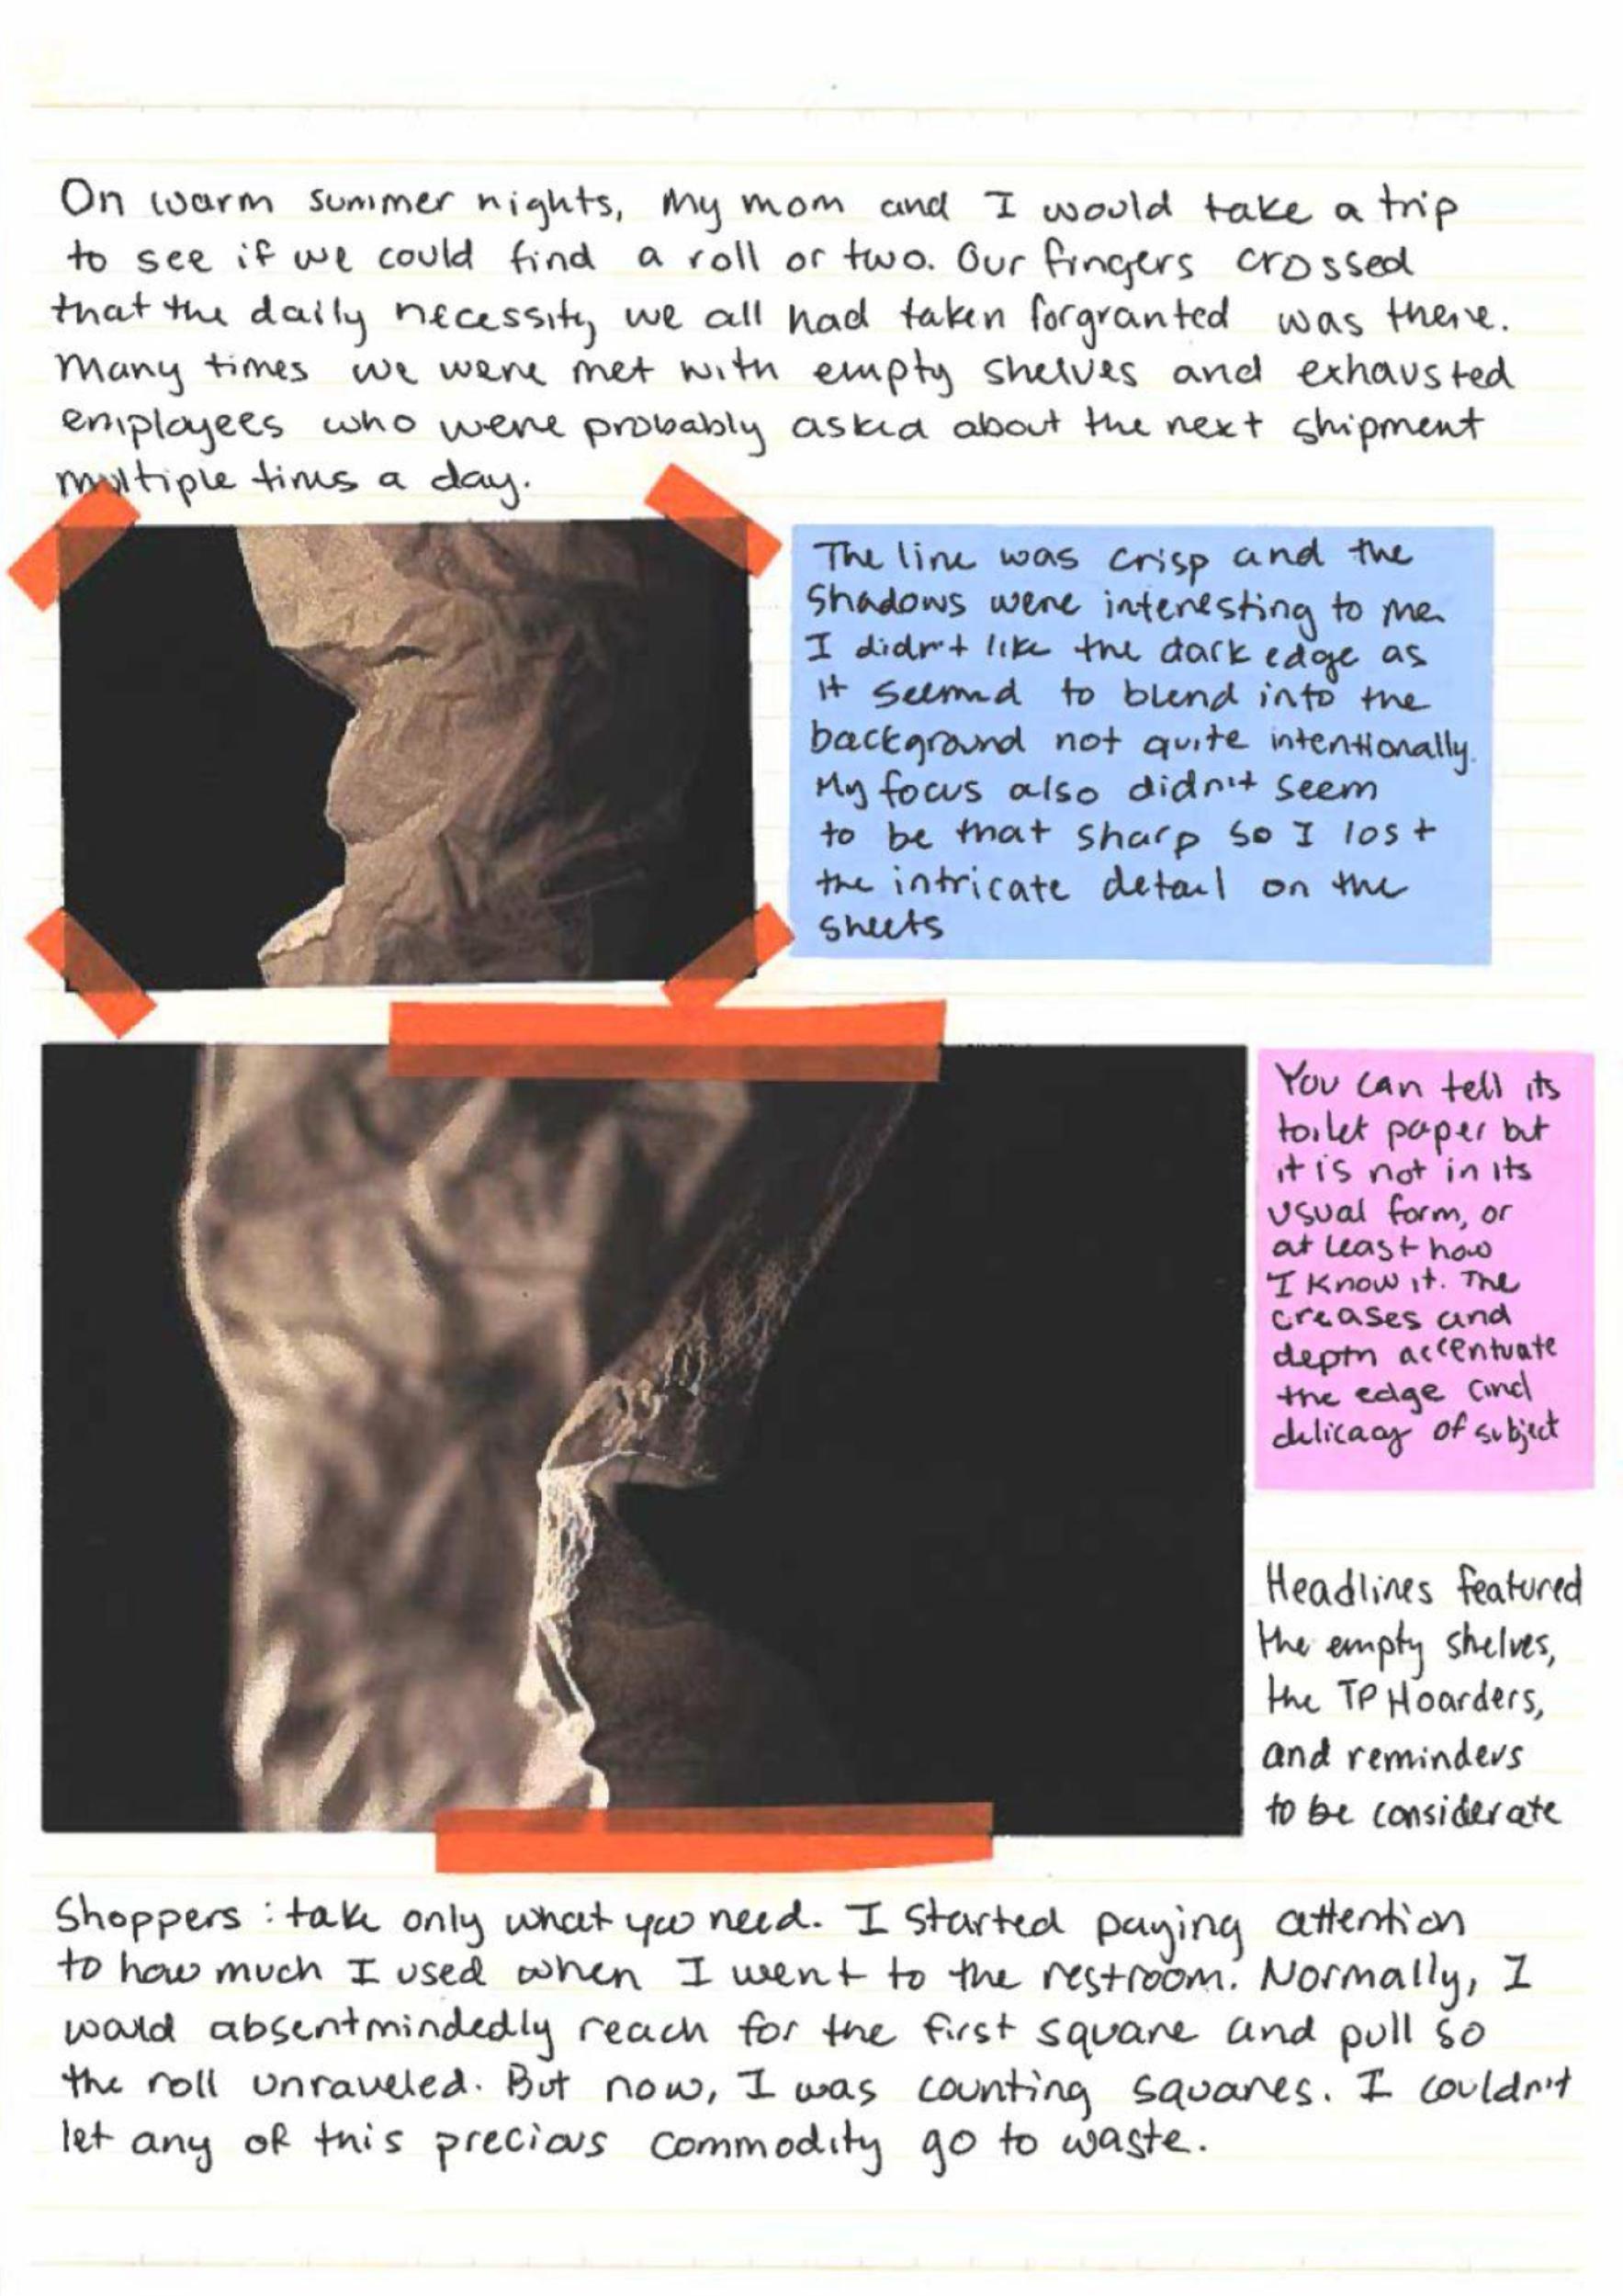 On warm summer nights, My mom and I would take a trip
to see if we could find a roll or two. Our fingers crossed
that the daily necessity we all had taken forgranted was there.
Many times we were met with empty shelves and exhausted
employees who were probably asked about the next shipment
multiple times a day.
The line was crisp and the
shadows were interesting to me.
I didn't like the dark edge as
it seemed to blend into the
background not quite intentionally.
My focus also didn't seem
to be that sharp so I lost
the intricate detail on the
sheets
You can tell its
toilet paper but
it is not in its
usual form, or
at least how
I know it. The
creases and
depth accentuate
the edge and
delicacy of subject
Headlines featured
the empty shelves,
the TP Hoarders,
and reminders
to be considerate
Shoppers: take only what you need. I started paying attention
to how much I used when I went to the restroom. Normally, I
would absentmindedly reach for the first square and pull so
the roll unraveled. But now, I was counting squares. I couldn't
let any of this precious commodity go to waste.